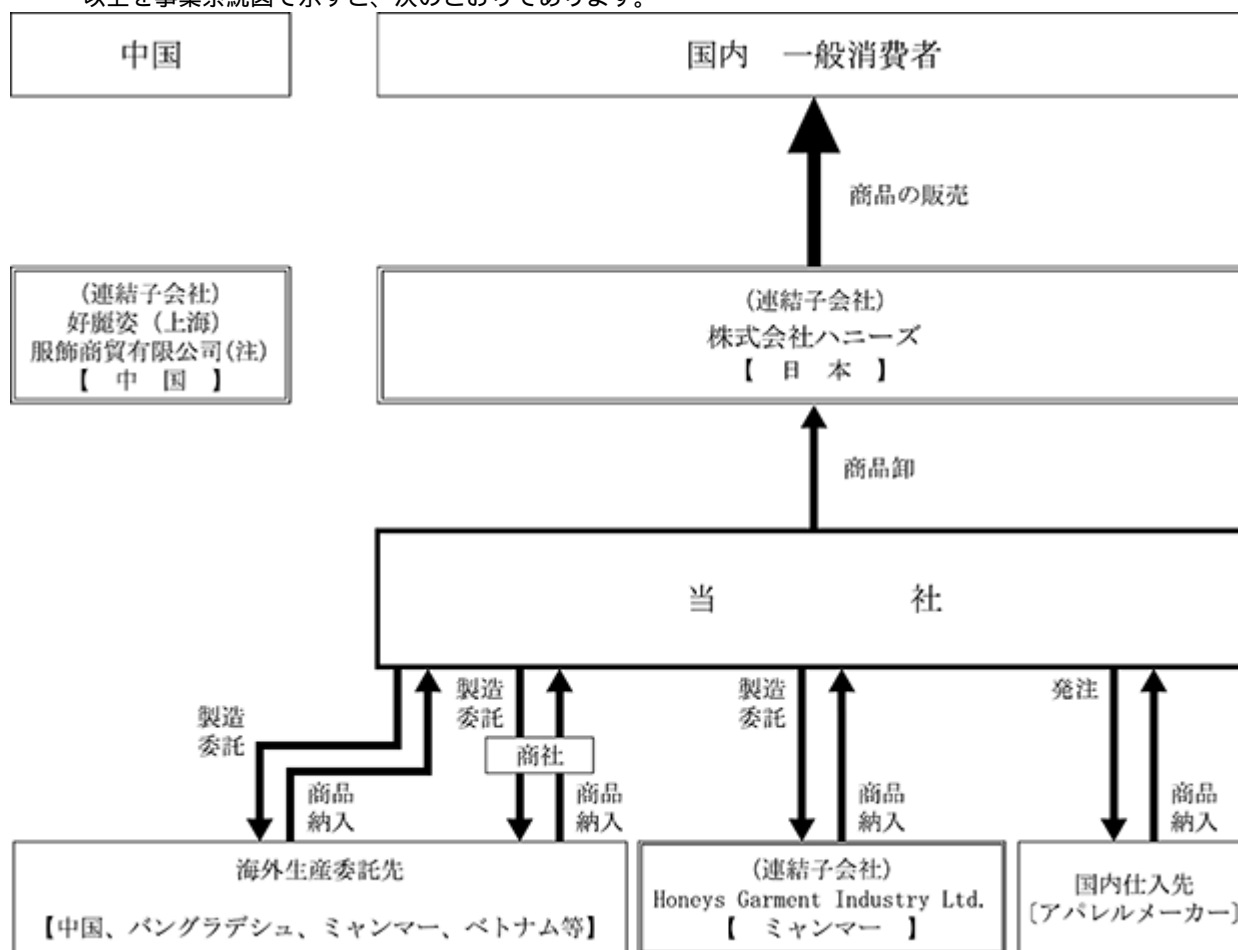 以上を事業系統図で示すと、次のとおりであります。
中国
国内 一般消費者
商品の販売
(連結子会社)
好麗姿(上海)
服飾商貿有限公司(注)
【 中 国 】
(連結子会社)
株式会社ハニーズ
【 日 本 】
商品卸
当 社
製造
委託
商品
納入
製造
委託
商社
商品
納入
製造
委託
商品
納入
発注
商品
納入
海外生産委託先
【中国、バングラデシュ、ミャンマー、ベトナム等】
(連結子会社)
Honeys Garment Industry Ltd.
【 ミャンマー 】
国内仕入先
〔アパレルメーカー〕